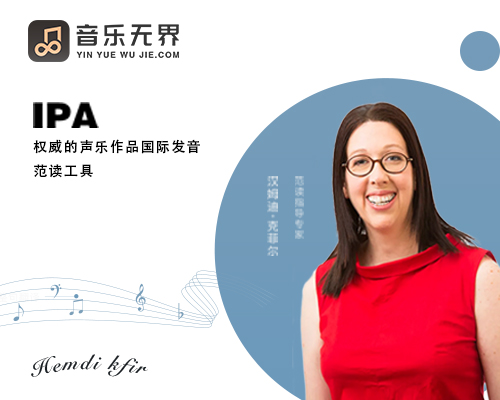 音乐无界
YIN YUE WU JIE.COM
IPA
权威的声乐作品国际发音
范读工具
范读指导专家
汉姆迪·克菲尔
Hemdi kfir